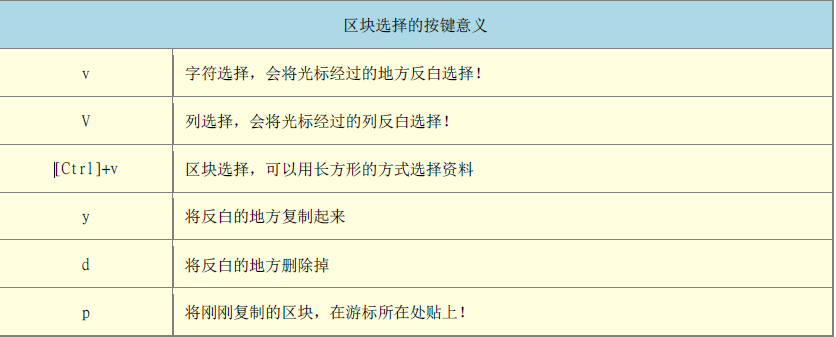 区块选择的按键意义
v 字符选择，会将光标经过的地方反白选择！
V 列选择，会将光标经过的列反白选择！
[Ctrl]+v 区块选择，可以用长方形的方式选择资料
y 将反白的地方复制起来
d 将反白的地方删除掉
p 将刚刚复制的区块，在游标所在处贴上！